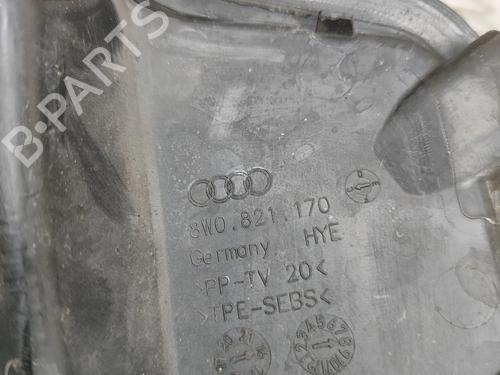 B-PARTS
8W0.821.170
Germany HYE
>PP-TV 20<
>TPE-SEBS<